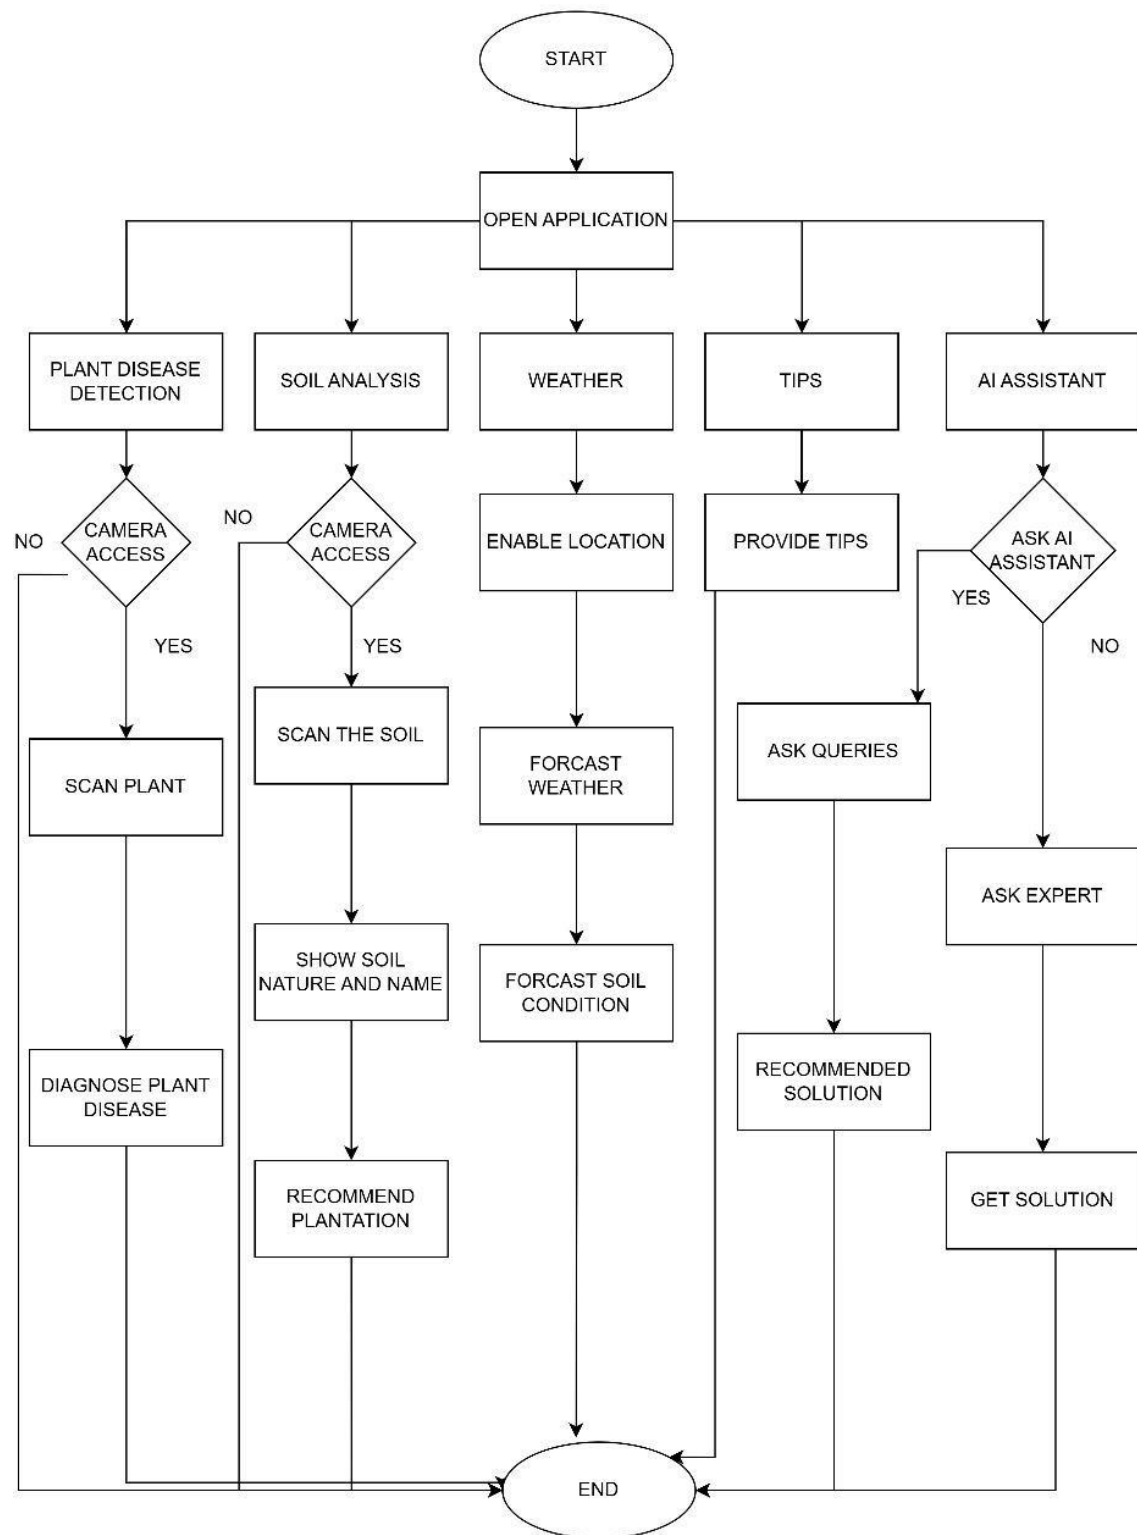 START
OPEN APPLICATION
PLANT DISEASE
DETECTION
SOIL ANALYSIS
WEATHER
TIPS
AI ASSISTANT
NO
CAMERA
ACCESS
NO
CAMERA
ACCESS
ENABLE LOCATION
PROVIDE TIPS
ASK AI
ASSISTANT
YES
YES
YES
NO
SCAN PLANT
SCAN THE SOIL
FORCAST
WEATHER
ASK QUERIES
ASK EXPERT
SHOW SOIL
NATURE AND NAME
FORCAST SOIL
CONDITION
DIAGNOSE PLANT
DISEASE
RECOMMENDED
SOLUTION
RECOMMEND
PLANTATION
GET SOLUTION
END